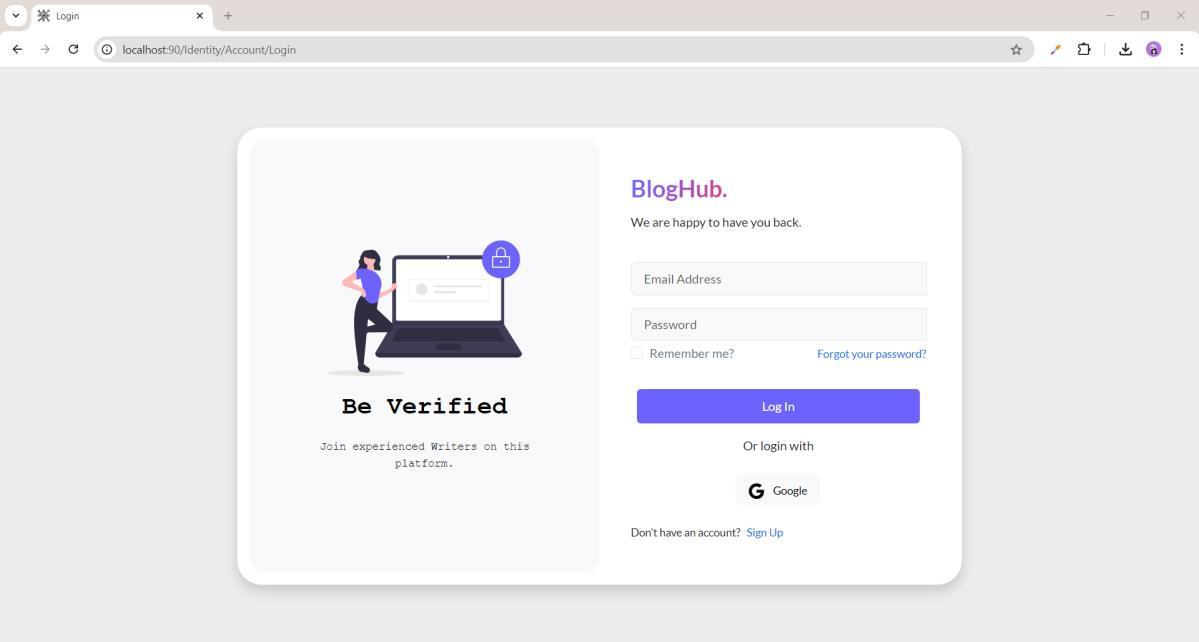 Login
localhost:90/Identity/Account/Login
BlogHub.
We are happy to have you back.
Email Address
Password
Remember me?
Forgot your password?
Log In
Or login with
Google
Don't have an account? Sign Up
Be Verified
Join experienced Writers on this
platform.